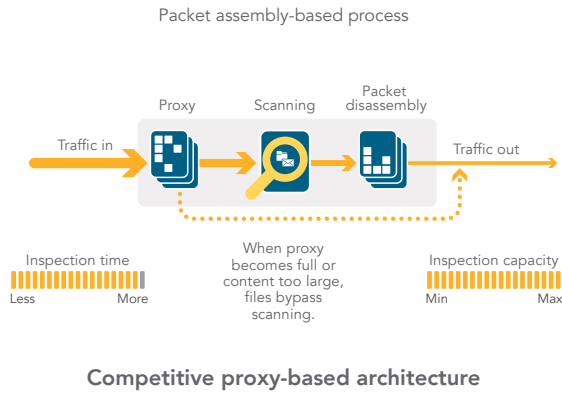 Packet assembly-based process
Proxy
Scanning
Packet
disassembly
Traffic in
Traffic out
When proxy
becomes full or
content too large,
files bypass
scanning.
Inspection time
Less More
Inspection capacity
Min Max
Competitive proxy-based architecture